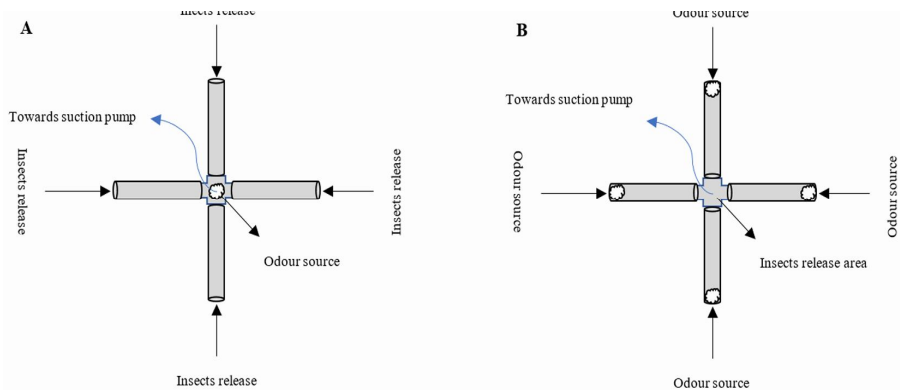 A
Insects release
Towards suction pump
Insects release
Insects release
Odour source
Insects release
B
Odour source
Towards suction pump
Odour source
Odour source
Insects release area
Odour source